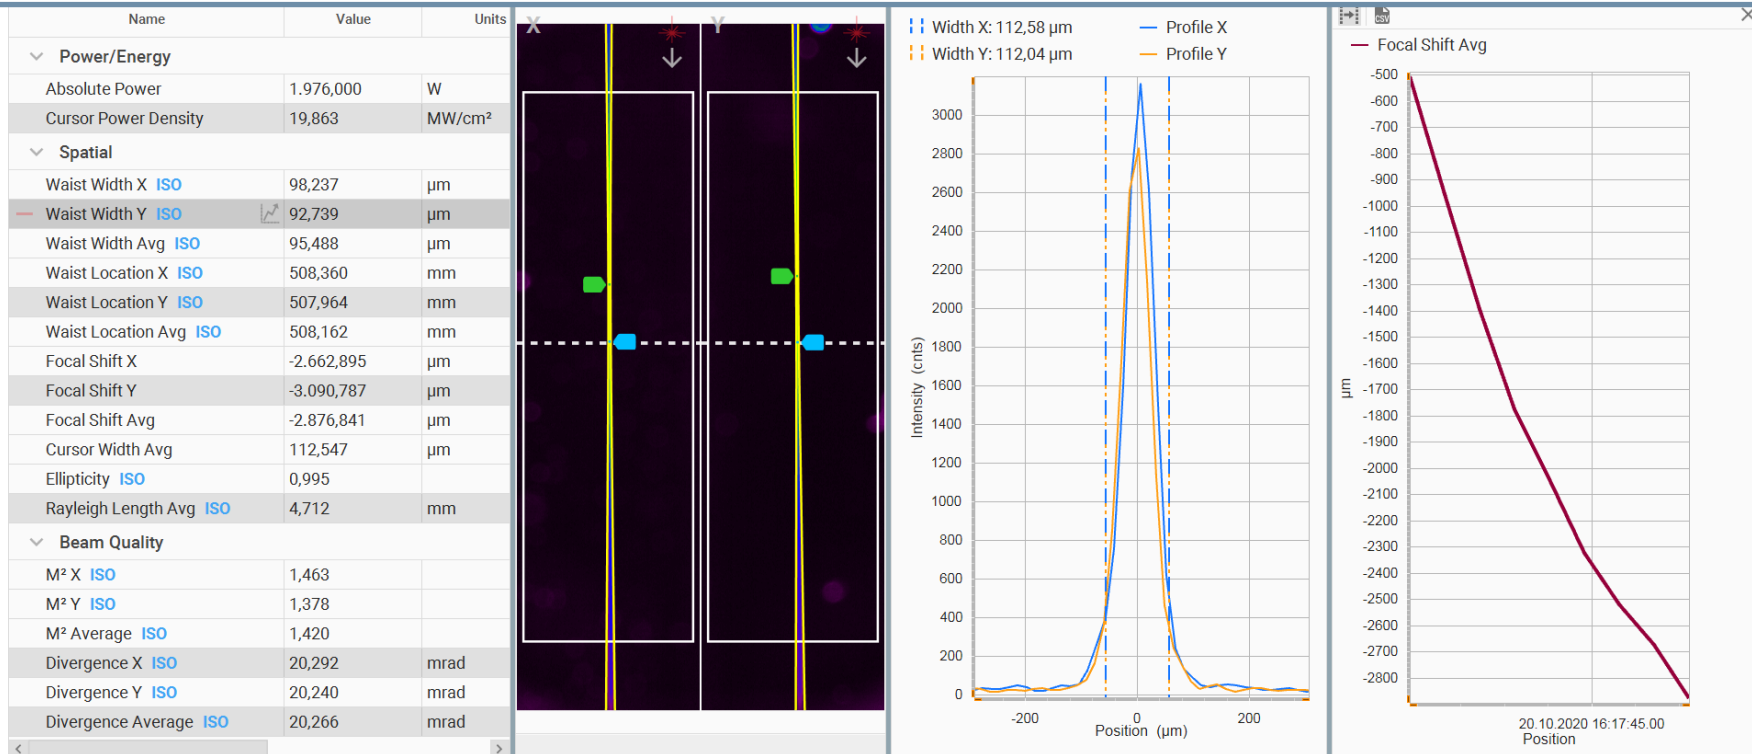 Name Value Units
Power/Energy
Absolute Power 1.976,000 W
Cursor Power Density 19,863 MW/cm²
Spatial
Waist Width X ISO 98,237 µm
Waist Width Y ISO 92,739 µm
Waist Width Avg ISO 95,488 µm
Waist Location X ISO 508,360 mm
Waist Location Y ISO 507,964 mm
Waist Location Avg ISO 508,162 mm
Focal Shift X -2.662,895 µm
Focal Shift Y -3.090,787 µm
Focal Shift Avg -2.876,841 µm
Cursor Width Avg 112,547 µm
Ellipticity ISO 0,995
Rayleigh Length Avg ISO 4,712 mm
Beam Quality
M² X ISO 1,463
M² Y ISO 1,378
M² Average ISO 1,420
Divergence X ISO 20,292 mrad
Divergence Y ISO 20,240 mrad
Divergence Average ISO 20,266 mrad
X Y
Width X: 112,58 µm Profile X
Width Y: 112,04 µm Profile Y
3000
2800
2600
2400
2200
2000
1800
1600
1400
1200
1000
800
600
400
200
0
Intensity (cnts)
-200 0 200
Position (µm)
CSV
Focal Shift Avg
-500
-600
-700
-800
-900
-1000
-1100
-1200
-1300
-1400
-1500
-1600
-1700
-1800
-1900
-2000
-2100
-2200
-2300
-2400
-2500
-2600
-2700
-2800
µm
20.10.2020 16:17:45.00
Position